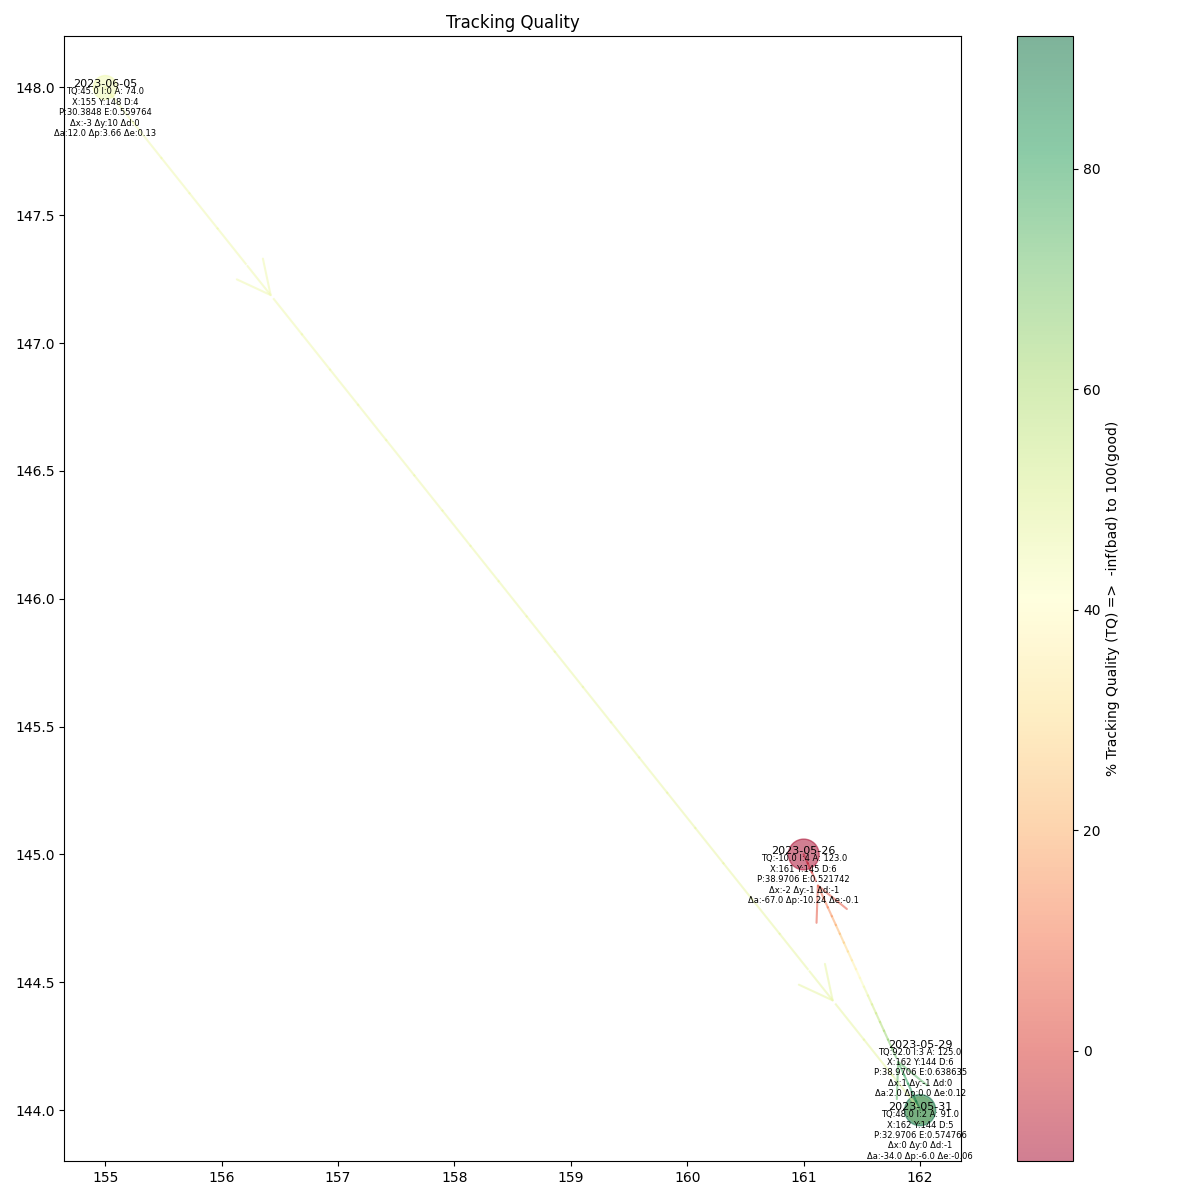 Tracking Quality
148.0
147.5
147.0
146.5
146.0
145.5
145.0
144.5
144.0
155
156
157
158
159
160
161
162
2023-06-05
TQ:45.0 I:0 A: 74.0
X:155 Y:148 D:4
P:30.3848 E:0.559764
Δx:-3 Δy:10 Δd:0
Δa:12.0 Δp:3.66 Δe:0.13
2023-05-26
TQ:-10.0 I:4 A: 123.0
X:161 Y:145 D:6
P:38.9706 E:0.521742
Δx:-2 Δy:-1 Δd:-1
Δa:-67.0 Δp:-10.24 Δe:-0.1
2023-05-29
TQ:92.0 I:3 A: 125.0
X:162 Y:144 D:6
P:38.9706 E:0.638635
Δx:1 Δy:-1 Δd:0
Δa:2.0 Δp:0.0 Δe:0.12
2023-05-31
TQ:48.0 I:2 A: 91.0
X:162 Y:144 D:5
P:32.9706 E:0.574766
Δx:0 Δy:0 Δd:-1
Δa:-34.0 Δp:-6.0 Δe:-0.06
80
60
40
20
0
% Tracking Quality (TQ) => -inf(bad) to 100(good)